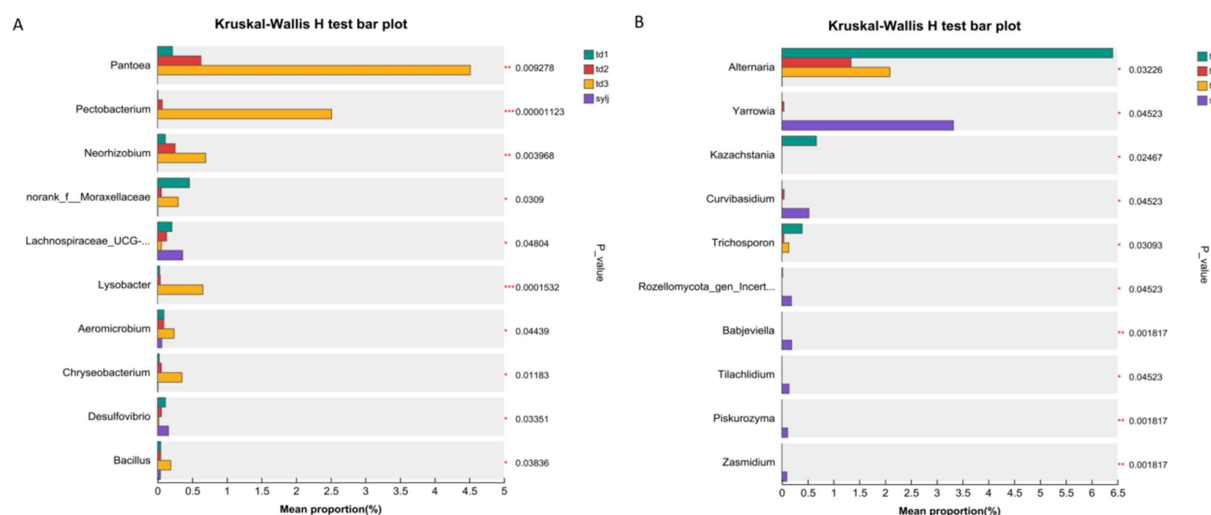 A
Kruskal-Wallis H test bar plot
td1
td2
td3
sylj
Pantoea
** 0.009278
Pectobacterium
*** 0.00001123
Neorhizobium
** 0.003968
norank_f__Moraxellaceae
* 0.0309
Lachnospiraceae_UCG-...
* 0.04804
Lysobacter
*** 0.0001532
Aeromicrobium
* 0.04439
Chryseobacterium
* 0.01183
Desulfovibrio
* 0.03351
Bacillus
* 0.03836
P_value
0 0.5 1 1.5 2 2.5 3 3.5 4 4.5 5
Mean proportion(%)
B
Kruskal-Wallis H test bar plot
Alternaria
* 0.03226
Yarrowia
* 0.04523
Kazachstania
* 0.02467
Curvibasidium
* 0.04523
Trichosporon
* 0.03093
Rozellomycota_gen_Incert...
* 0.04523
Babjeviella
** 0.001817
Tilachlidium
* 0.04523
Piskurozyma
** 0.001817
Zasmidium
** 0.001817
P_value
0 0.5 1 1.5 2 2.5 3 3.5 4 4.5 5 5.5 6 6.5
Mean proportion(%)